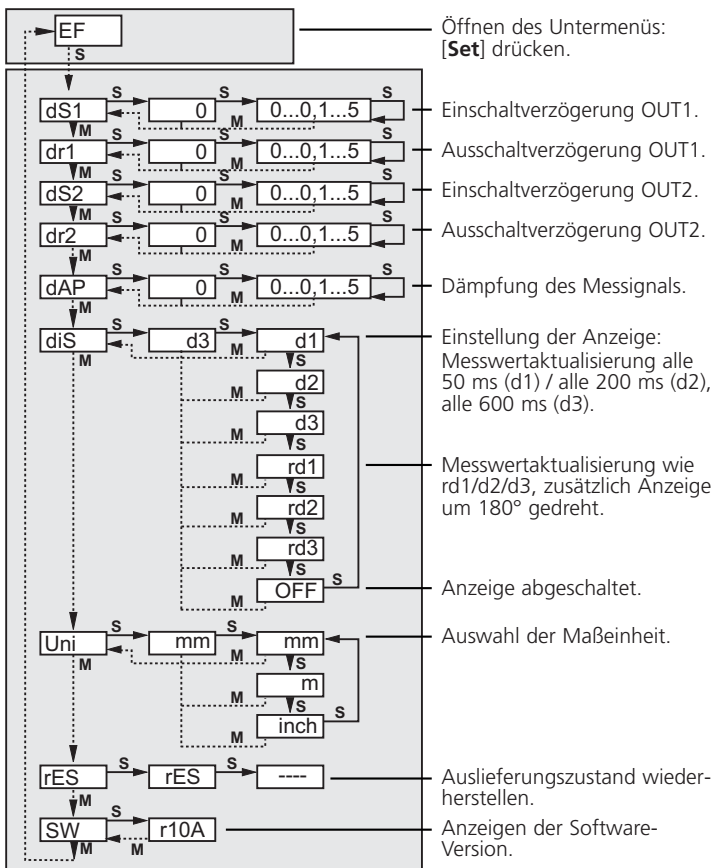 EF
Öffnen des Untermenüs:
[Set] drücken.
S
dS1 S 0 S 0...0,1...5 S
Einschaltverzögerung OUT1.
M M
dr1 S 0 S 0...0,1...5 S
Ausschaltverzögerung OUT1.
M M
dS2 S 0 S 0...0,1...5 S
Einschaltverzögerung OUT2.
M M
dr2 S 0 S 0...0,1...5 S
Ausschaltverzögerung OUT2.
M M
dAP S 0 S 0...0,1...5 S
Dämpfung des Messignals.
M M
diS S d3 S d1
Einstellung der Anzeige:
Messwertaktualisierung alle
50 ms (d1) / alle 200 ms (d2),
alle 600 ms (d3).
M M S
d2
M S
d3
M S
rd1
Messwertaktualisierung wie
rd1/d2/d3, zusätzlich Anzeige
um 180° gedreht.
M S
rd2
M S
rd3
M S
OFF S
Anzeige abgeschaltet.
M
Uni S mm S mm
Auswahl der Maßeinheit.
M M S
m
M S
inch S
M
rES S rES S ----
Auslieferungszustand wieder-
herstellen.
M
SW S r10A
Anzeigen der Software-
Version.
M M